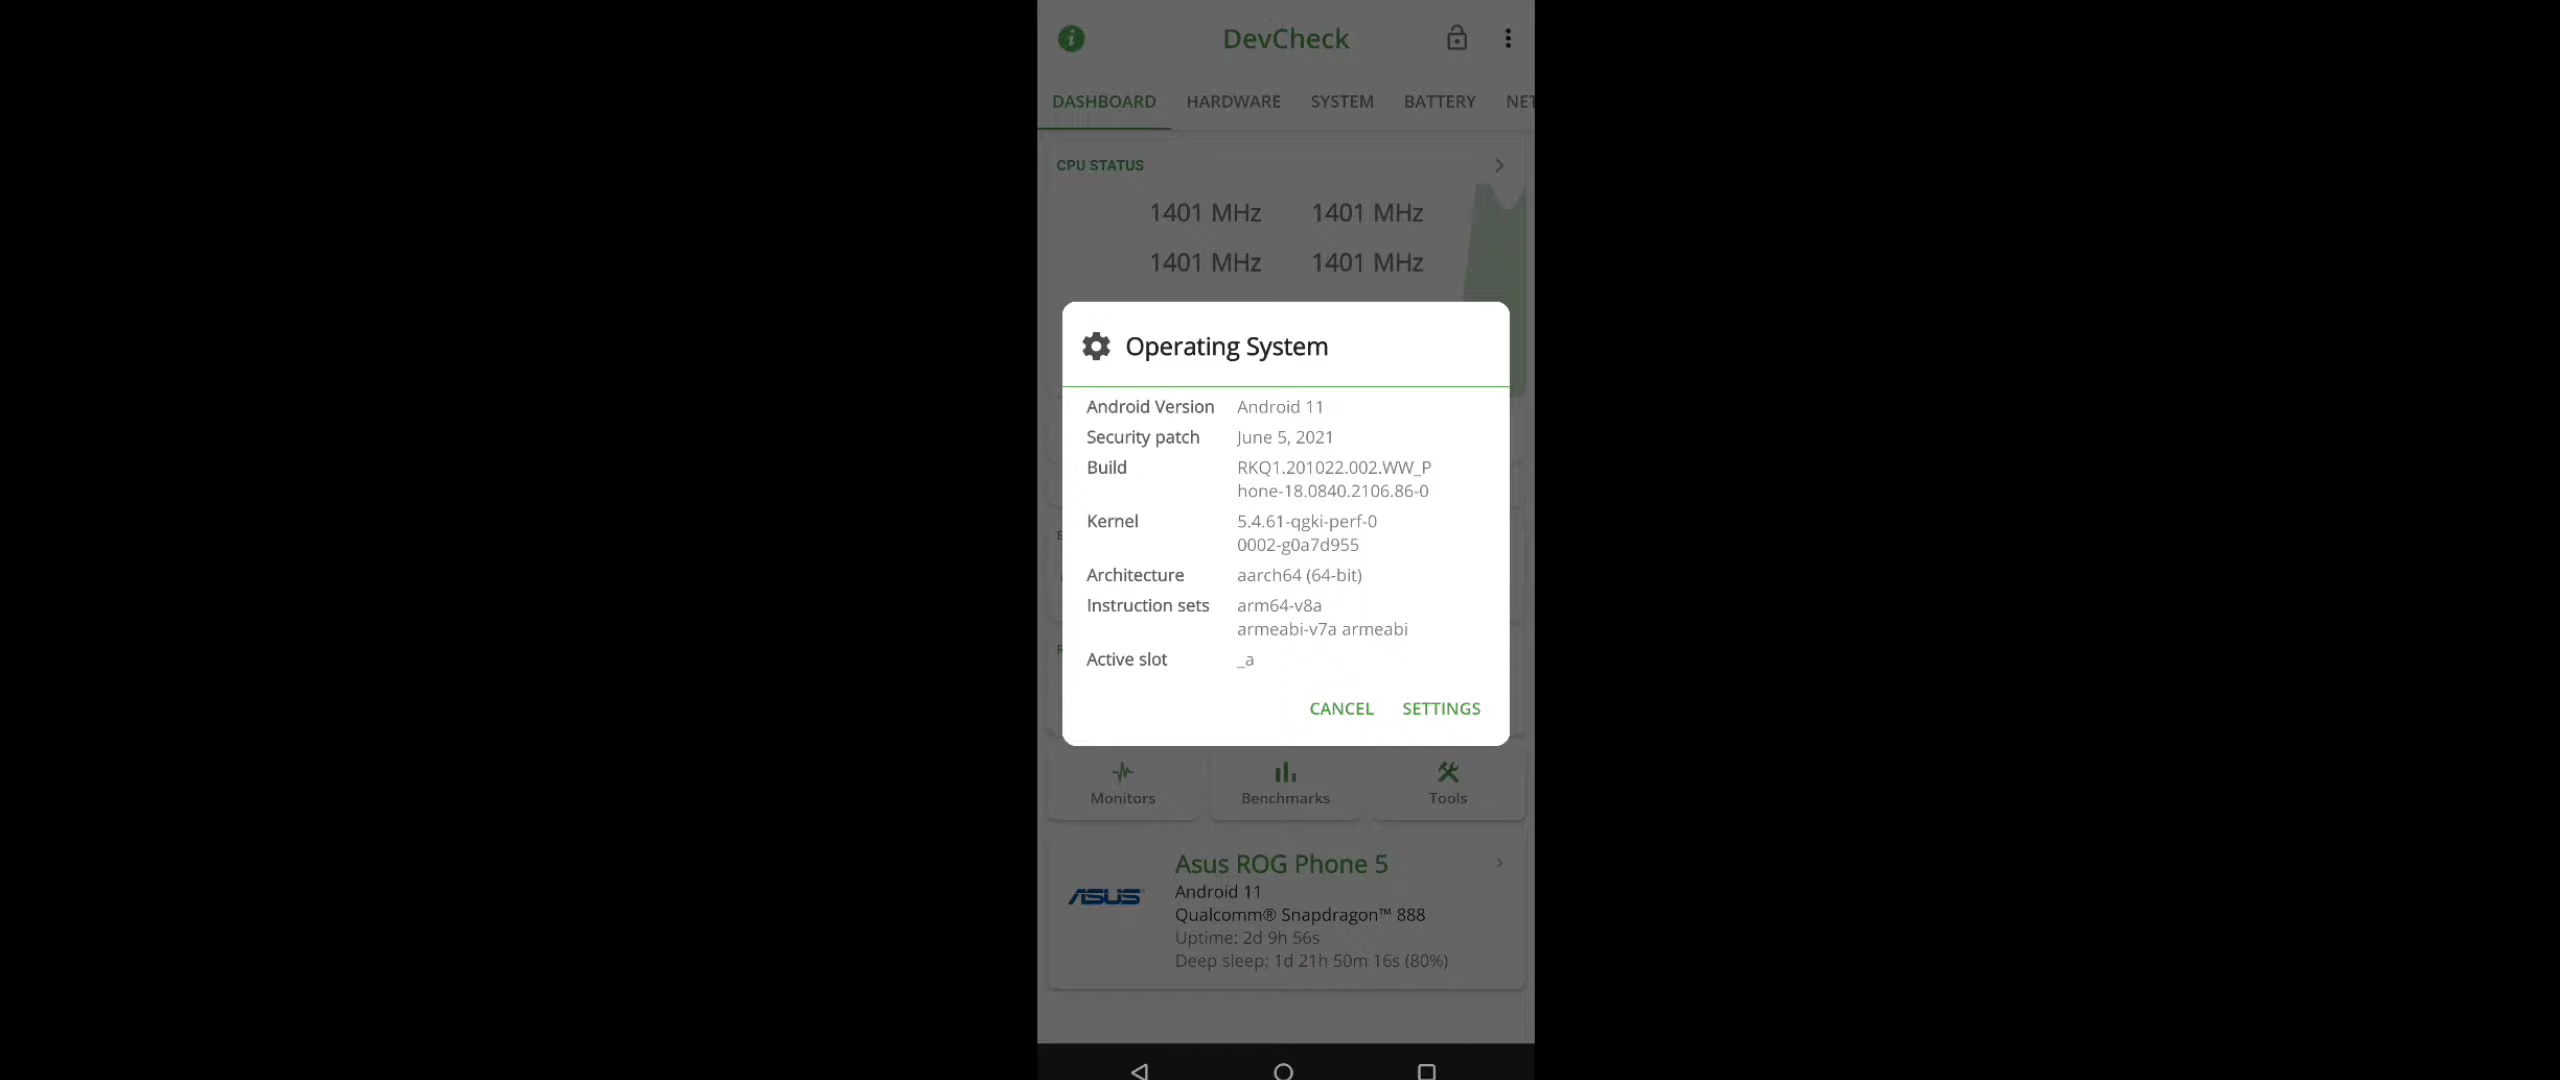 DevCheck
DASHBOARD HARDWARE SYSTEM BATTERY NET
CPU STATUS
1401 MHz 1401 MHz
1401 MHz 1401 MHz
Operating System
Android Version Android 11
Security patch June 5, 2021
Build RKQ1.201022.002.WW_P
hone-18.0840.2106.86-0
Kernel 5.4.61-qgki-perf-0
0002-g0a7d955
Architecture aarch64 (64-bit)
Instruction sets arm64-v8a
armeabi-v7a armeabi
Active slot _a
CANCEL SETTINGS
Monitors Benchmarks Tools
Asus ROG Phone 5
ASUS
Android 11
Qualcomm® Snapdragon™ 888
Uptime: 2d 9h 56s
Deep sleep: 1d 21h 50m 16s (80%)